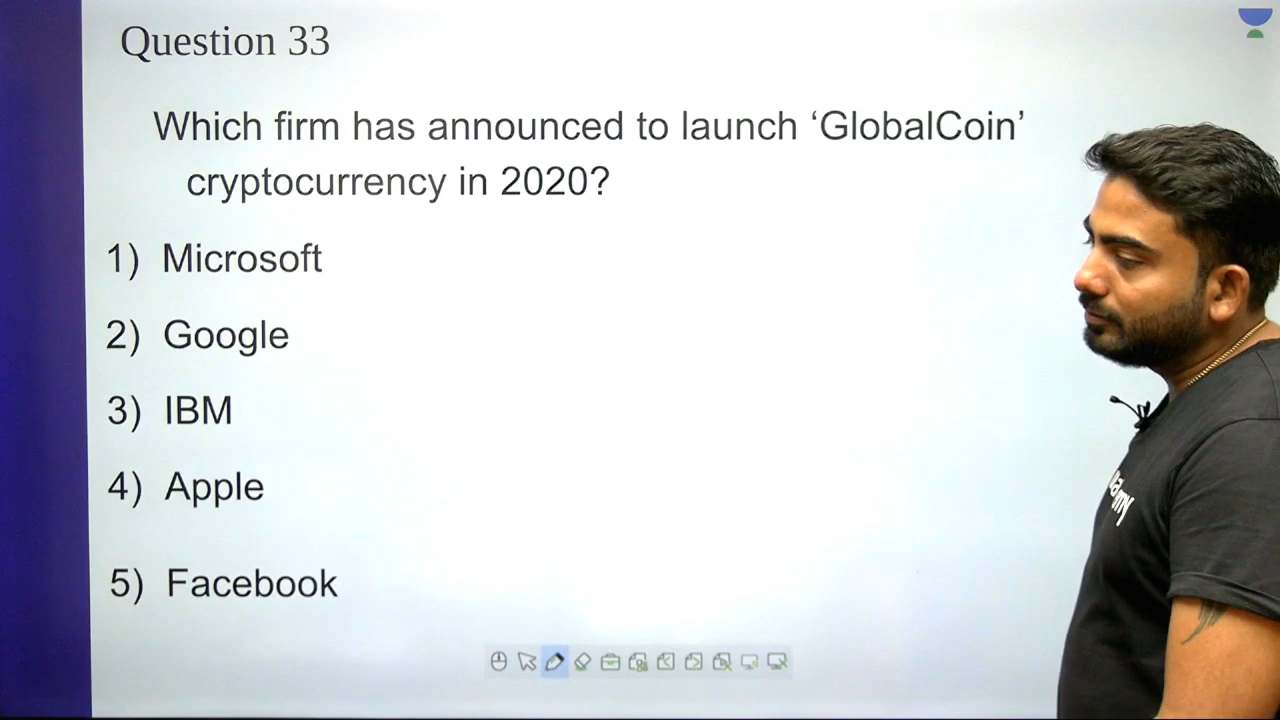 Question 33
Which firm has announced to launch ‘GlobalCoin’
cryptocurrency in 2020?
1) Microsoft
2) Google
3) IBM
4) Apple
5) Facebook